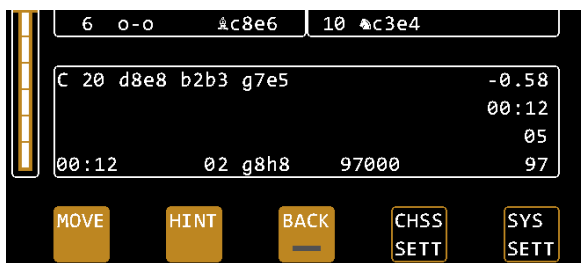 6 o-o ♗c8e6 10 ♞c3e4
C 20 d8e8 b2b3 g7e5 -0.58
00:12
05
00:12 02 g8h8 97000 97
MOVE HINT BACK CHSS SYS
SETT SETT